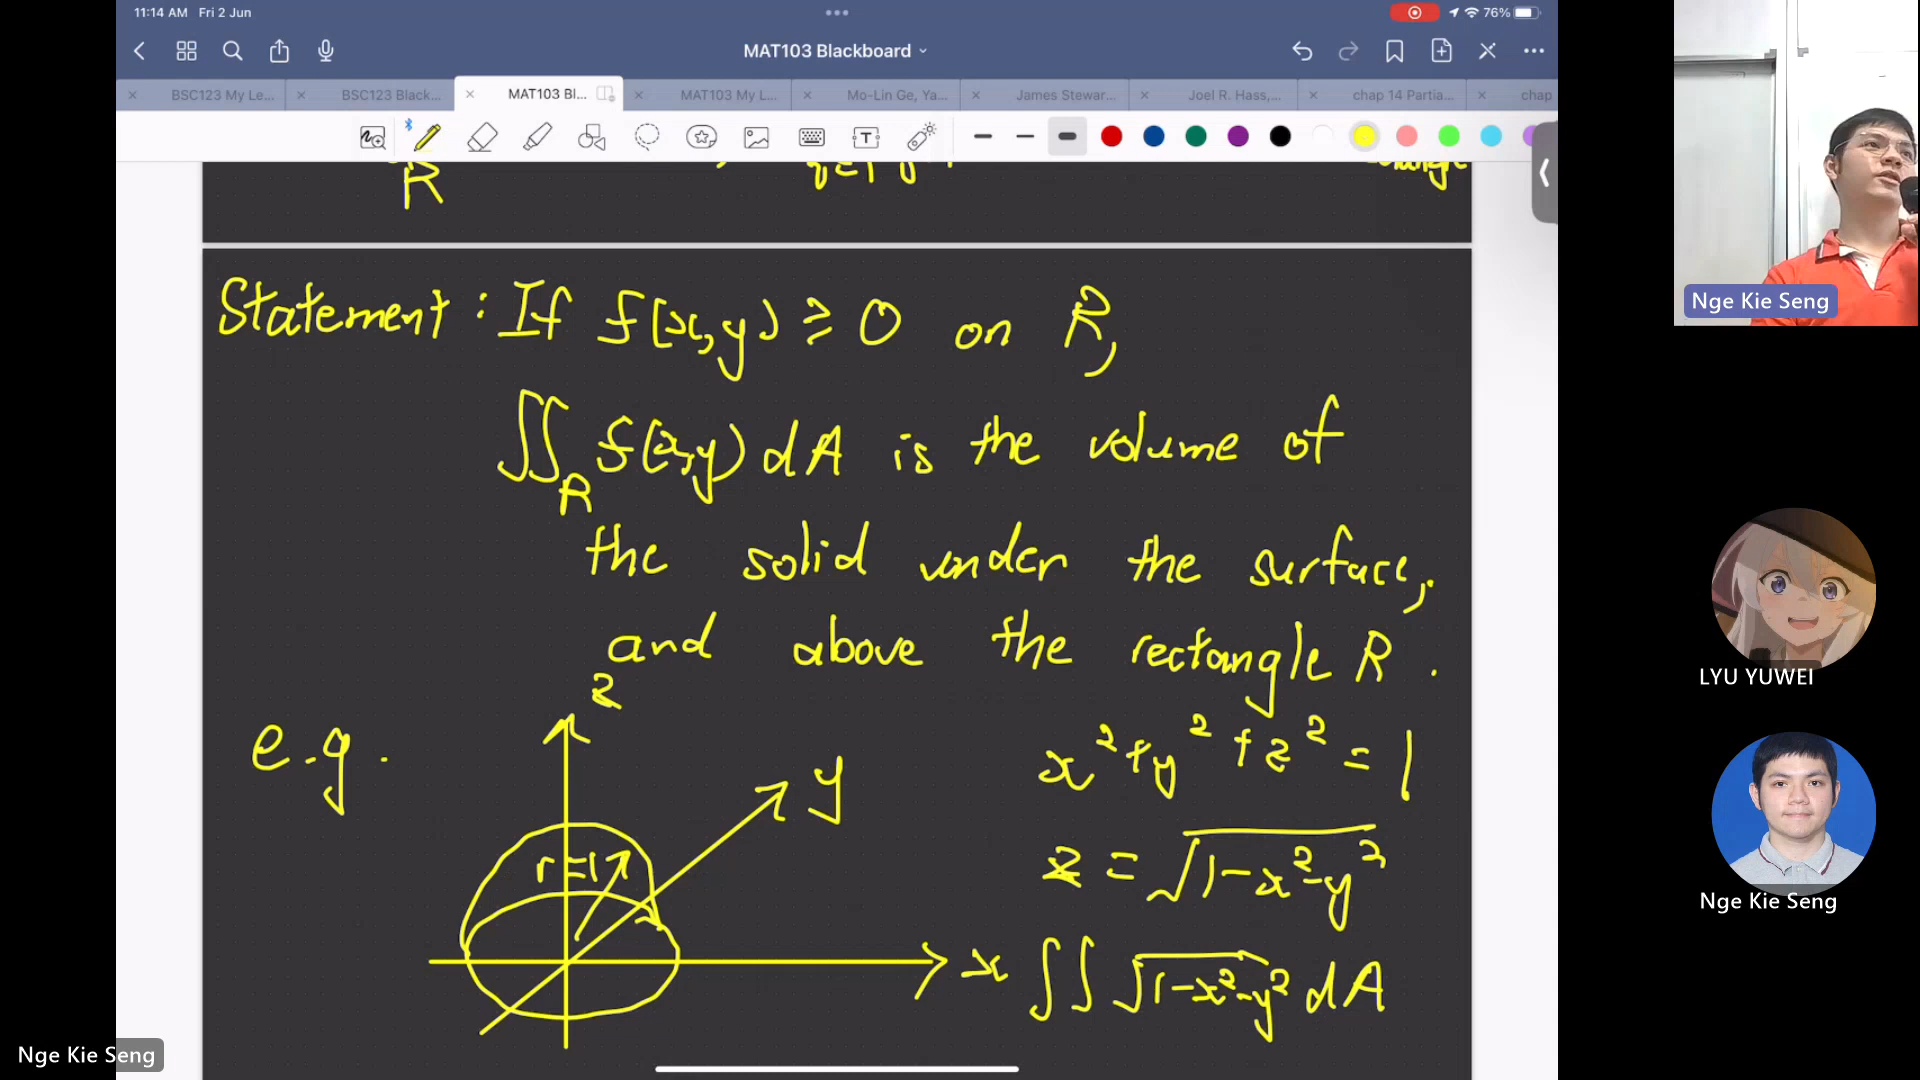 11:14 AM Fri 2 Jun
76%
MAT103 Blackboard
BSC123 My Le...
BSC123 Black...
MAT103 Bl...
MAT103 My L...
Mo-Lin Ge, Ya...
James Stewar...
Joel R. Hass,...
chap 14 Partia...
chap
R
Statement : If f(x,y) ≥ 0 on R,
∬_R f(x,y) dA is the volume of
the solid under the surface,
and above the rectangle R .
e.g.
z
y
x
r=1
x² + y² + z² = 1
z = √(1-x²-y²)
∬ √(1-x²-y²) dA
Nge Kie Seng
LYU YUWEI
Nge Kie Seng
Nge Kie Seng